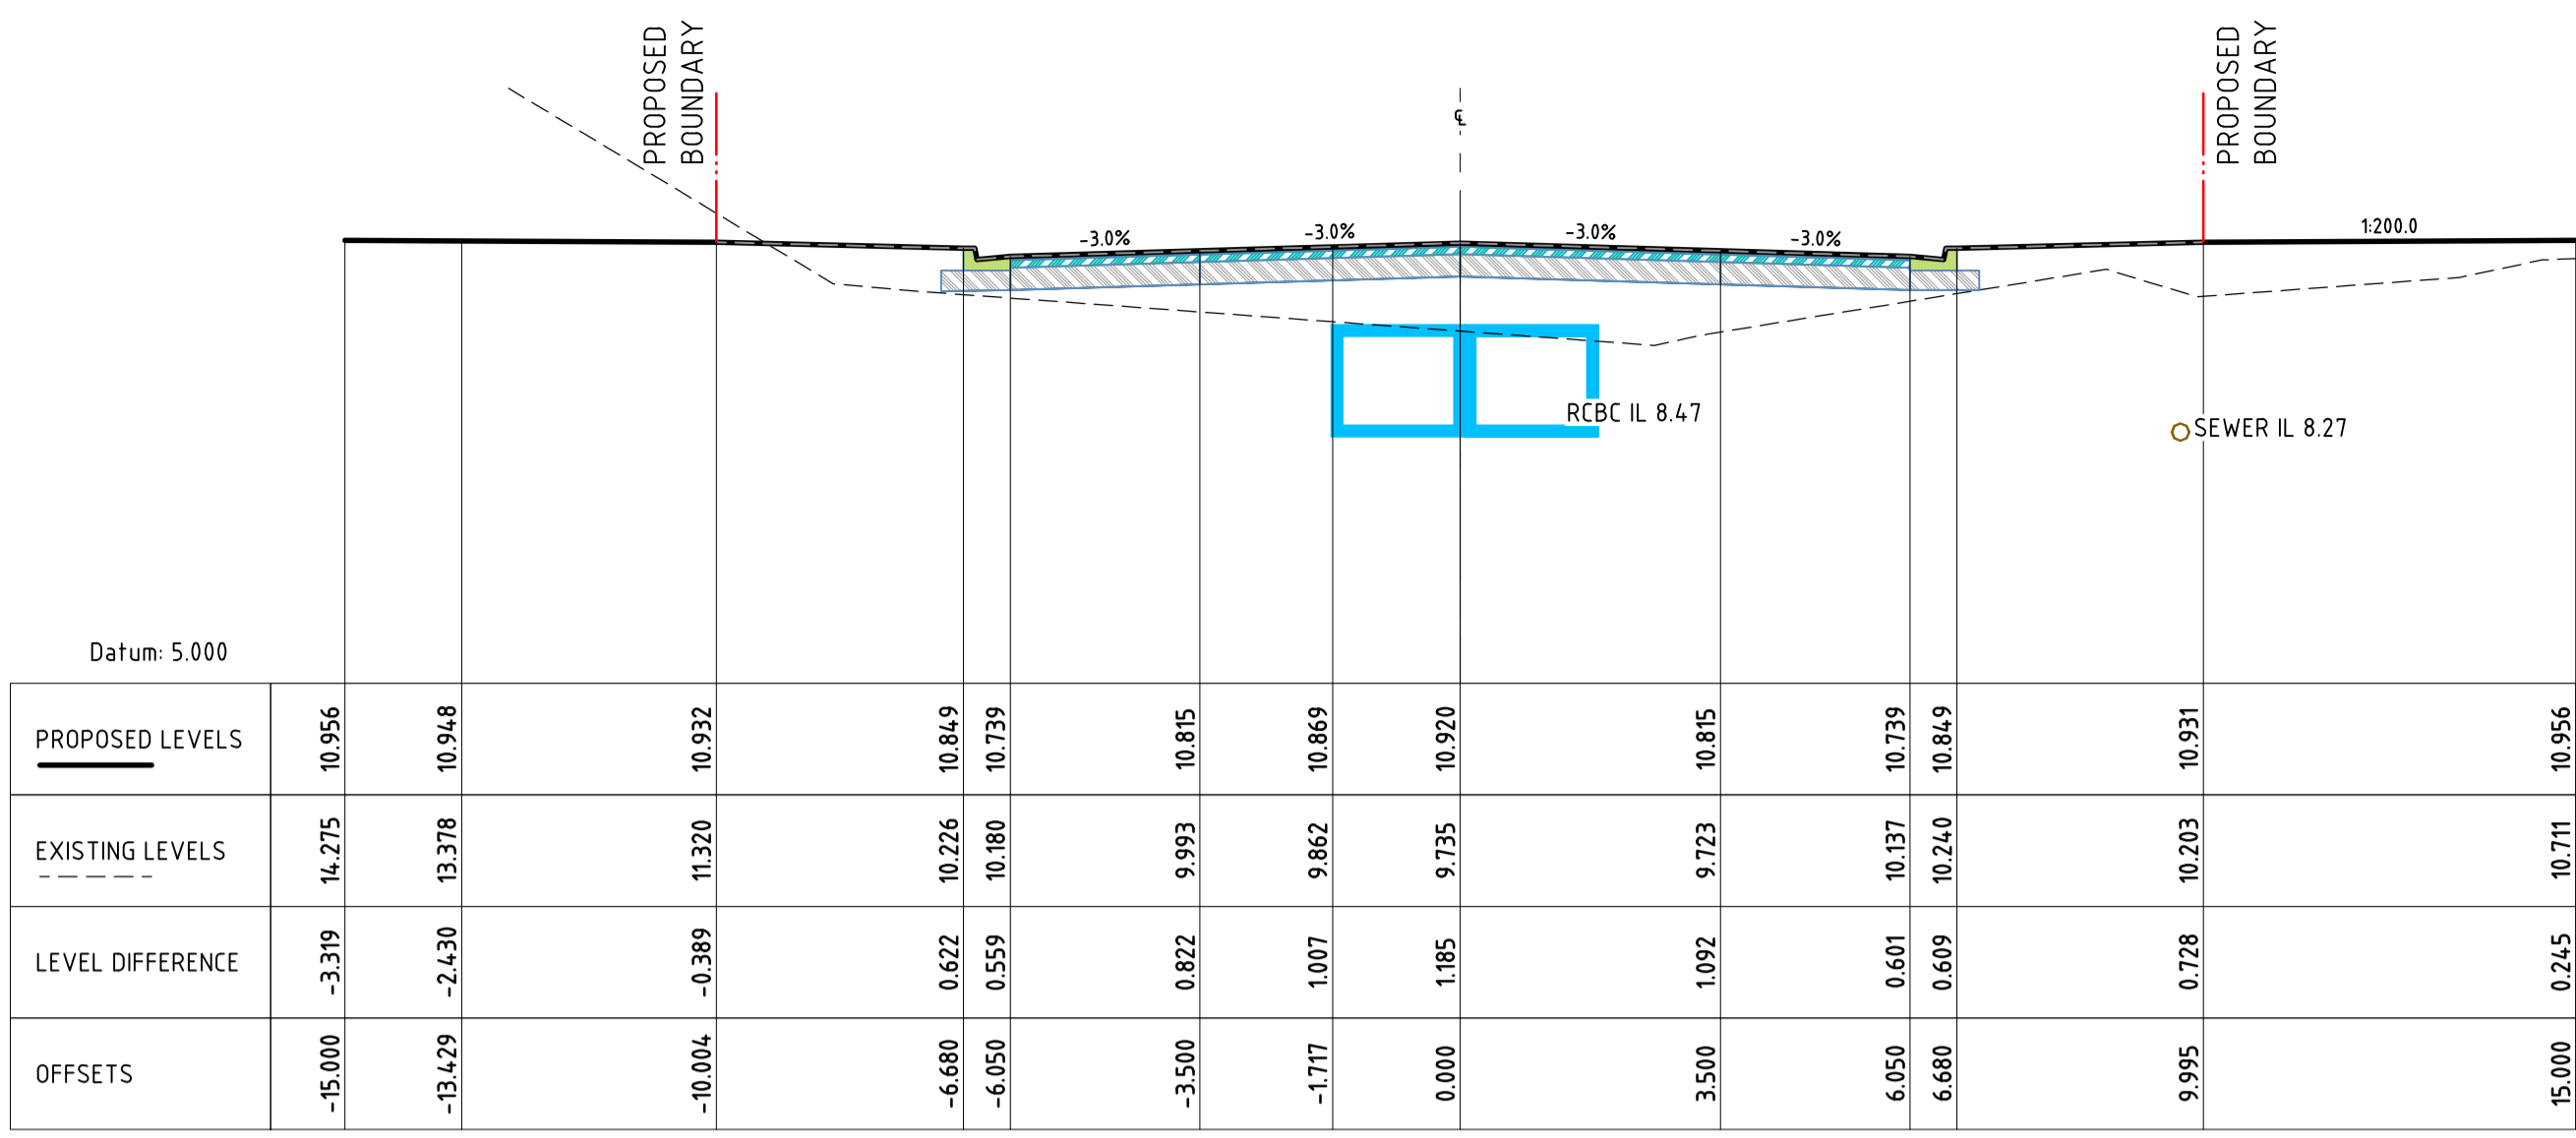 PROPOSED
BOUNDARY
℄
PROPOSED
BOUNDARY
-3.0%
-3.0%
-3.0%
-3.0%
1:200.0
RCBC IL 8.47
SEWER IL 8.27
Datum: 5.000
PROPOSED LEVELS 10.956 10.948 10.932 10.849 10.739 10.815 10.869 10.920 10.815 10.739 10.849 10.931 10.956
EXISTING LEVELS 14.275 13.378 11.320 10.226 10.180 9.993 9.862 9.735 9.723 10.137 10.240 10.203 10.711
LEVEL DIFFERENCE -3.319 -2.430 -0.389 0.622 0.559 0.822 1.007 1.185 1.092 0.601 0.609 0.728 0.245
OFFSETS -15.000 -13.429 -10.004 -6.680 -6.050 -3.500 -1.717 0.000 3.500 6.050 6.680 9.995 15.000